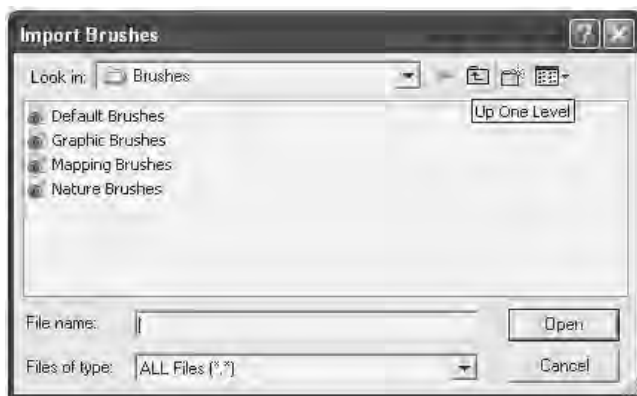 Import Brushes
Look in: Brushes
Up One Level
Default Brushes
Graphic Brushes
Mapping Brushes
Nature Brushes
File name:
Open
Files of type: ALL Files (*.*)
Cancel